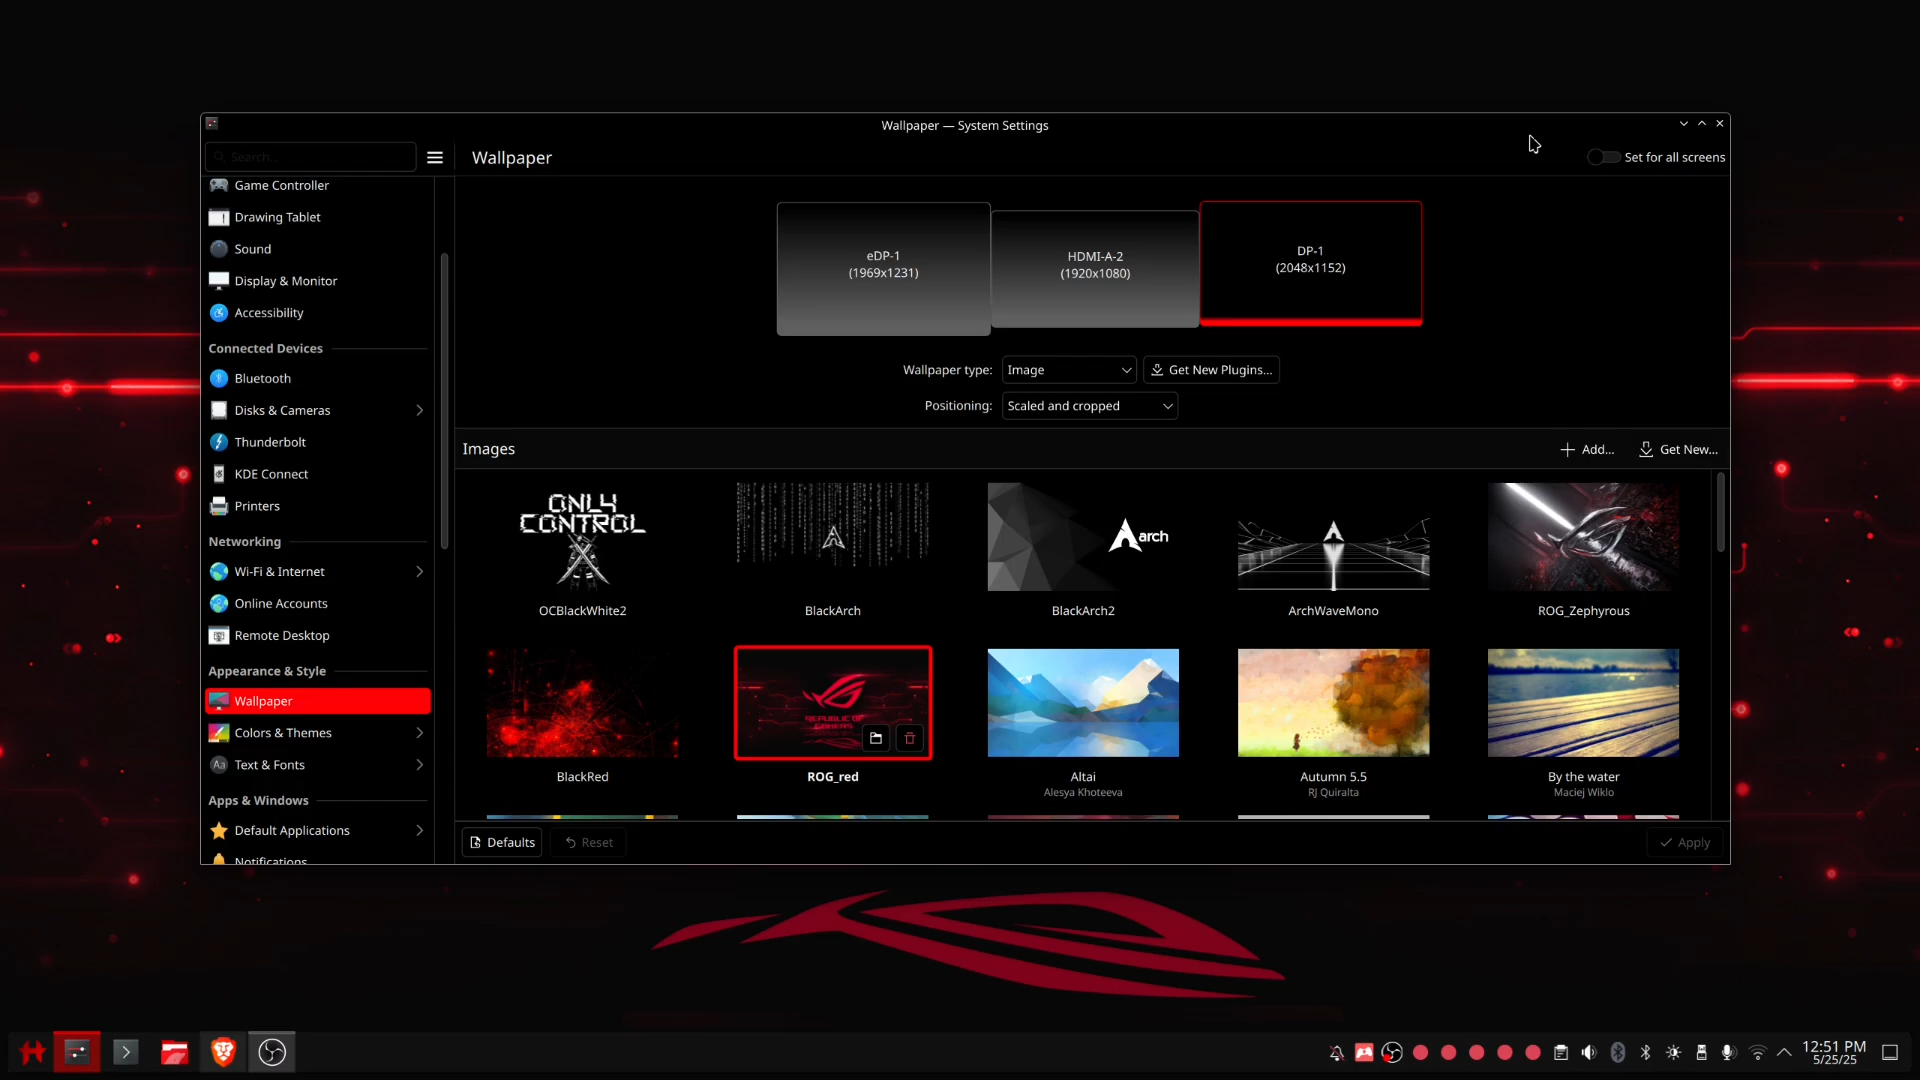 Wallpaper — System Settings
Search...
Wallpaper
Set for all screens
Game Controller
Drawing Tablet
Sound
Display & Monitor
Accessibility
Connected Devices
Bluetooth
Disks & Cameras
Thunderbolt
KDE Connect
Printers
Networking
Wi-Fi & Internet
Online Accounts
Remote Desktop
Appearance & Style
Wallpaper
Colors & Themes
Aa
Text & Fonts
Apps & Windows
Default Applications
Notifications
eDP-1
(1969x1231)
HDMI-A-2
(1920x1080)
DP-1
(2048x1152)
Wallpaper type:
Image
Get New Plugins...
Positioning:
Scaled and cropped
Images
Add...
Get New...
ONLY
CONTROL
OCBlackWhite2
BlackArch
arch
BlackArch2
ArchWaveMono
ROG_Zephyrous
BlackRed
REPUBLIC OF
GAMERS
ROG_red
Altai
Alesya Khoteeva
Autumn 5.5
RJ Quiralta
By the water
Maciej Wiklo
Defaults
Reset
Apply
12:51 PM
5/25/25